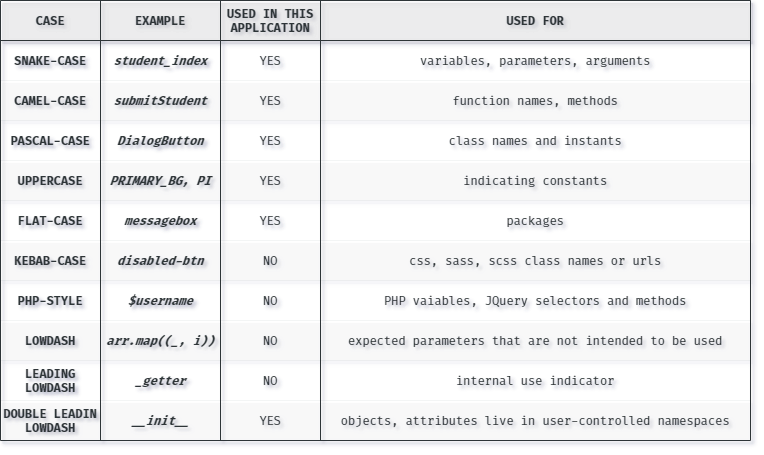 CASE EXAMPLE USED IN THIS APPLICATION USED FOR
SNAKE-CASE student_index YES variables, parameters, arguments
CAMEL-CASE submitStudent YES function names, methods
PASCAL-CASE DialogButton YES class names and instants
UPPERCASE PRIMARY_BG, PI YES indicating constants
FLAT-CASE messagebox YES packages
KEBAB-CASE disabled-btn NO css, sass, scss class names or urls
PHP-STYLE $username NO PHP vaiables, JQuery selectors and methods
LOWDASH arr.map((_, i)) NO expected parameters that are not intended to be used
LEADING LOWDASH _getter NO internal use indicator
DOUBLE LEADIN LOWDASH __init__ YES objects, attributes live in user-controlled namespaces